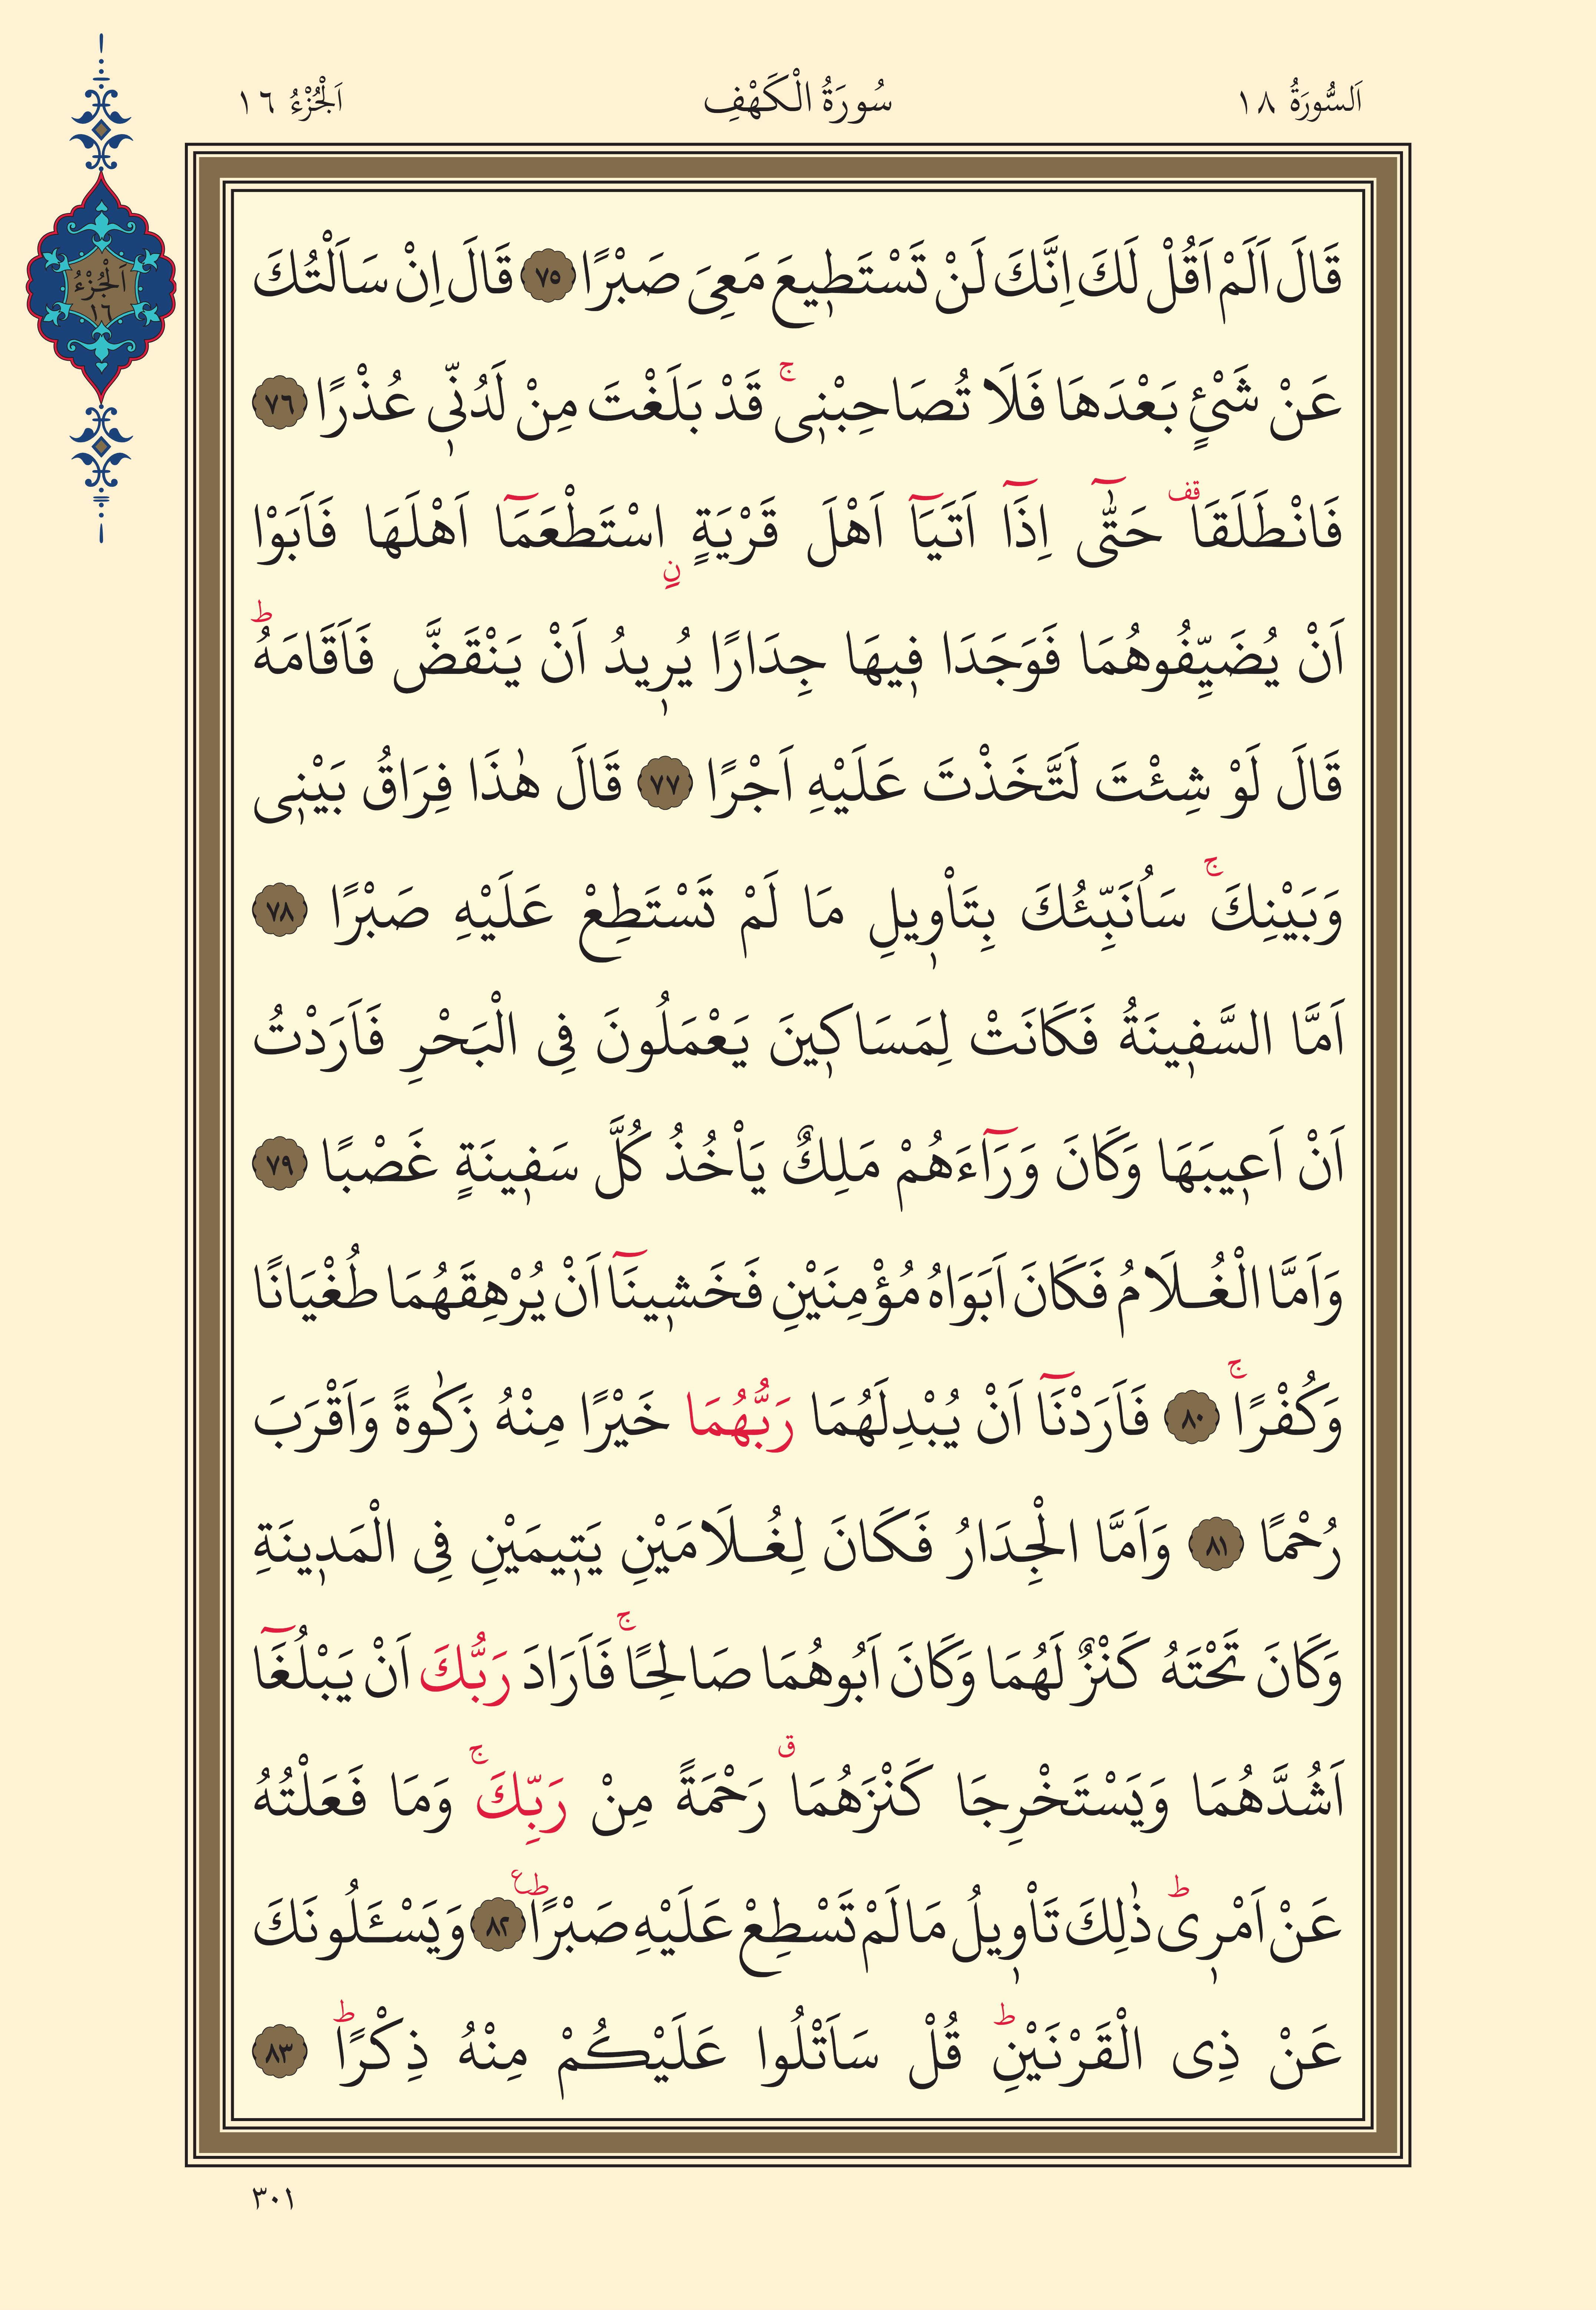 اَلسُّورَةُ ١٨
سُورَةُ الْكَهْفِ
اَلْجُزْءُ ١٦
اَلْجُزْءُ
١٦
قَالَ اَلَمْ اَقُلْ لَكَ اِنَّكَ لَنْ تَسْتَطٖيعَ مَعِىَ صَبْرًا ﴿٧٥﴾ قَالَ اِنْ سَاَلْتُكَ
عَنْ شَیْئٍ بَعْدَهَا فَلَا تُصَاحِبْنٖىۚ قَدْ بَلَغْتَ مِنْ لَدُنّٖى عُذْرًا ﴿٧٦﴾
فَانْطَلَقَا قف حَتّٰٓى اِذَٓا اَتَيَٓا اَهْلَ قَرْيَةٍ نِ اسْتَطْعَمَٓا اَهْلَهَا فَاَبَوْا
اَنْ يُضَيِّفُوهُمَا فَوَجَدَا فٖيهَا جِدَارًا يُرٖيدُ اَنْ يَنْقَضَّ فَاَقَامَهُؕ
قَالَ لَوْ شِئْتَ لَتَّخَذْتَ عَلَيْهِ اَجْرًا ﴿٧٧﴾ قَالَ هٰذَا فِرَاقُ بَيْنٖى
وَبَيْنِكَۚ سَاُنَبِّئُكَ بِتَاْوٖيلِ مَا لَمْ تَسْتَطِعْ عَلَيْهِ صَبْرًا ﴿٧٨﴾
اَمَّا السَّفٖينَةُ فَكَانَتْ لِمَسَاكٖينَ يَعْمَلُونَ فِى الْبَحْرِ فَاَرَدْتُ
اَنْ اَعٖيبَهَا وَكَانَ وَرَٓاءَهُمْ مَلِكٌ يَاْخُذُ كُلَّ سَفٖينَةٍ غَصْبًا ﴿٧٩﴾
وَاَمَّا الْغُلَامُ فَكَانَ اَبَوَاهُ مُؤْمِنَيْنِ فَخَشٖينَٓا اَنْ يُرْهِقَهُمَا طُغْيَانًا
وَكُفْرًاۚ ﴿٨٠﴾ فَاَرَدْنَٓا اَنْ يُبْدِلَهُمَا رَبُّهُمَا خَيْرًا مِنْهُ زَكٰوةً وَاَقْرَبَ
رُحْمًا ﴿٨١﴾ وَاَمَّا الْجِدَارُ فَكَانَ لِغُلَامَيْنِ يَتٖيمَيْنِ فِى الْمَدٖينَةِ
وَكَانَ تَحْتَهُ كَنْزٌ لَهُمَا وَكَانَ اَبُوهُمَا صَالِحًاۚ فَاَرَادَ رَبُّكَ اَنْ يَبْلُغَٓا
اَشُدَّهُمَا وَيَسْتَخْرِجَا كَنْزَهُمَا ق رَحْمَةً مِنْ رَبِّكَۚ وَمَا فَعَلْتُهُ
عَنْ اَمْرٖىؕ ذٰلِكَ تَاْوٖيلُ مَا لَمْ تَسْطِعْ عَلَيْهِ صَبْرًاؕ ع ﴿٨٢﴾ وَيَسْـَٔلُونَكَ
عَنْ ذِى الْقَرْنَيْنِؕ قُلْ سَاَتْلُوا عَلَيْكُمْ مِنْهُ ذِكْرًاؕ ﴿٨٣﴾
٣٠١